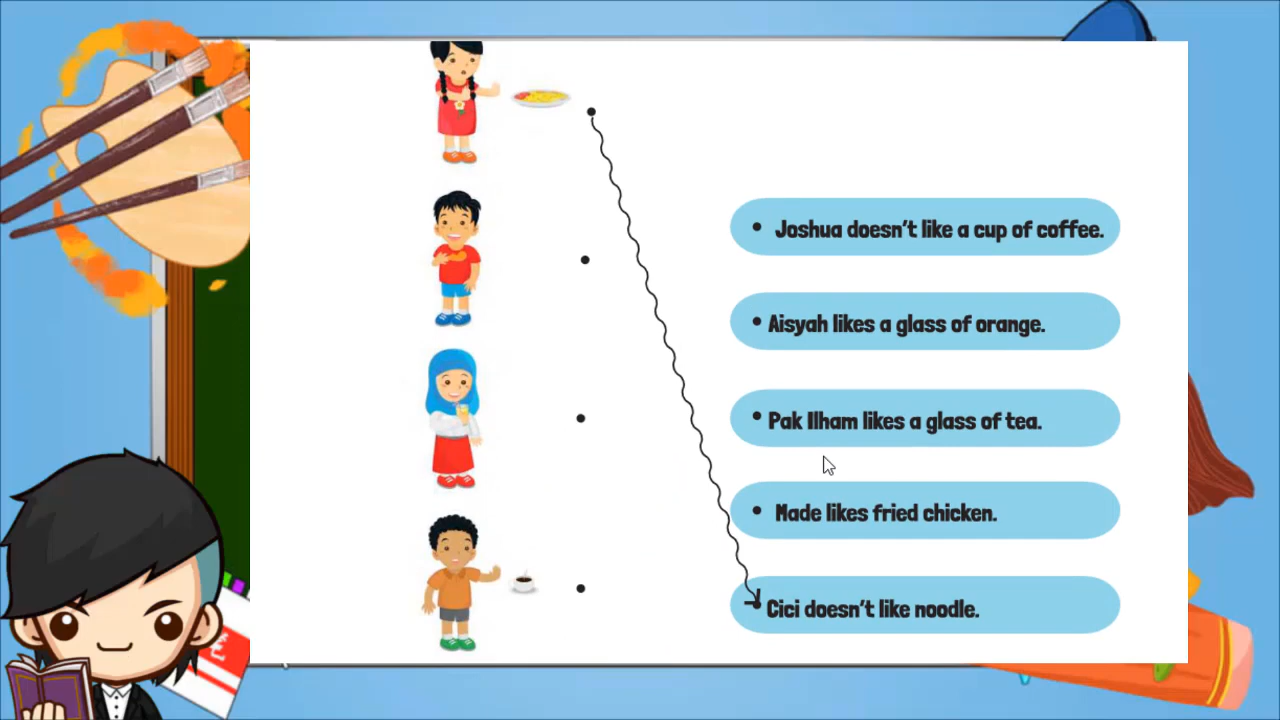 Joshua doesn't like a cup of coffee.
Aisyah likes a glass of orange.
Pak Ilham likes a glass of tea.
Made likes fried chicken.
Cici doesn't like noodle.